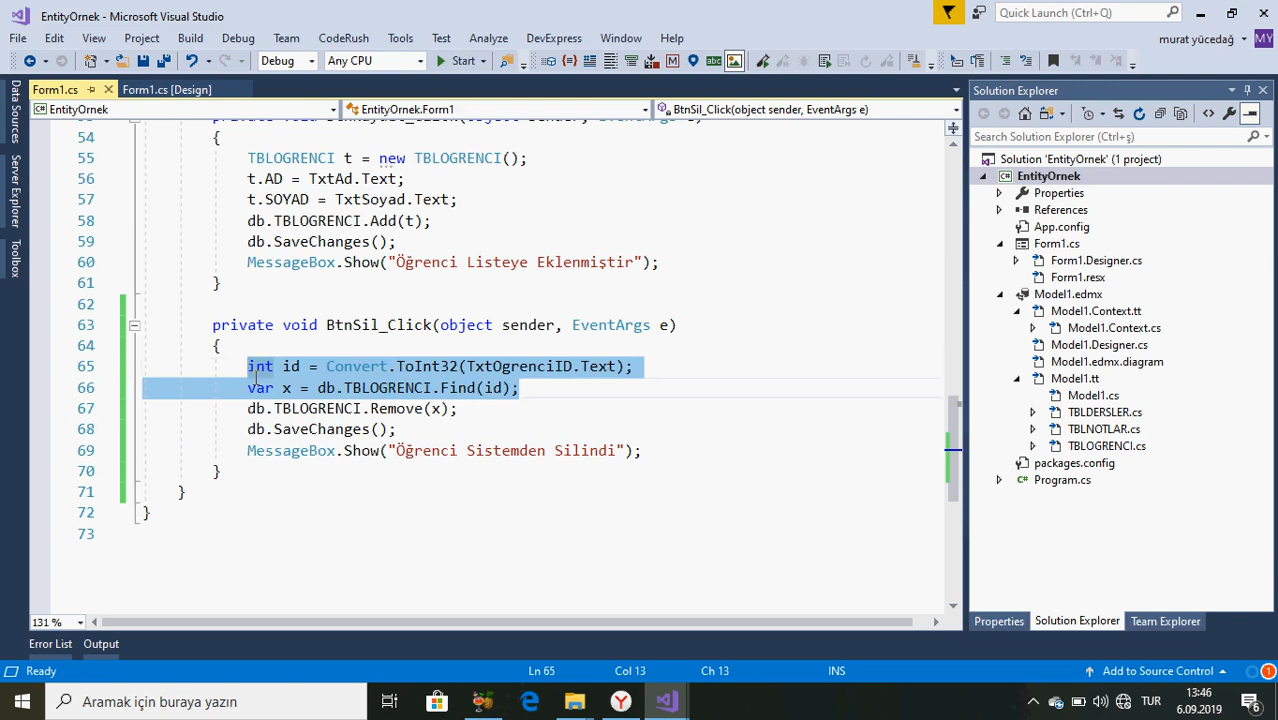 EntityOrnek - Microsoft Visual Studio
Quick Launch (Ctrl+Q)
File Edit View Project Build Debug Team CodeRush Tools Test Analyze DevExpress Window Help
murat yücedağ MY
Debug Any CPU Start
Form1.cs Form1.cs [Design]
EntityOrnek EntityOrnek.Form1 BtnSil_Click(object sender, EventArgs e)
Data Sources
Server Explorer
Toolbox
54 {
55 TBLOGRENCI t = new TBLOGRENCI();
56 t.AD = TxtAd.Text;
57 t.SOYAD = TxtSoyad.Text;
58 db.TBLOGRENCI.Add(t);
59 db.SaveChanges();
60 MessageBox.Show("Öğrenci Listeye Eklenmiştir");
61 }
62
63 private void BtnSil_Click(object sender, EventArgs e)
64 {
65 int id = Convert.ToInt32(TxtOgrenciID.Text);
66 var x = db.TBLOGRENCI.Find(id);
67 db.TBLOGRENCI.Remove(x);
68 db.SaveChanges();
69 MessageBox.Show("Öğrenci Sistemden Silindi");
70 }
71 }
72 }
73
131 %
Error List Output
Solution Explorer
Search Solution Explorer (Ctrl+ş)
Solution 'EntityOrnek' (1 project)
EntityOrnek
Properties
References
App.config
Form1.cs
Form1.Designer.cs
Form1.resx
Model1.edmx
Model1.Context.tt
Model1.Context.cs
Model1.Designer.cs
Model1.edmx.diagram
Model1.tt
Model1.cs
TBLDERSLER.cs
TBLNOTLAR.cs
TBLOGRENCI.cs
packages.config
Program.cs
Properties Solution Explorer Team Explorer
Ready Ln 65 Col 13 Ch 13 INS Add to Source Control 1
Aramak için buraya yazın
TUR
13:46
6.09.2019
6